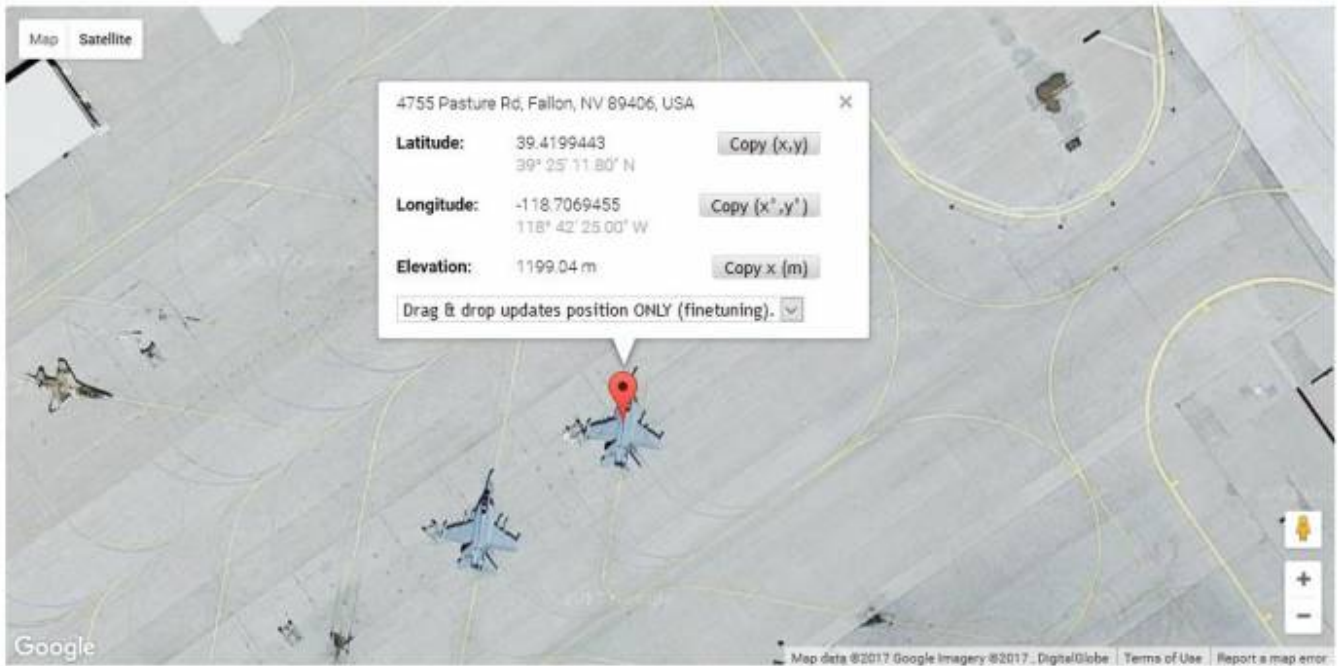 Map Satellite
4755 Pasture Rd, Fallon, NV 89406, USA ×
Latitude: 39.4199443 Copy (x,y)
39° 25' 11.80" N
Longitude: -118.7069455 Copy (x°,y°)
118° 42' 25.00" W
Elevation: 1199.04 m Copy x (m)
Drag & drop updates position ONLY (finetuning).
+
−
Google
Map data ©2017 Google Imagery ©2017 , DigitalGlobe Terms of Use Report a map error